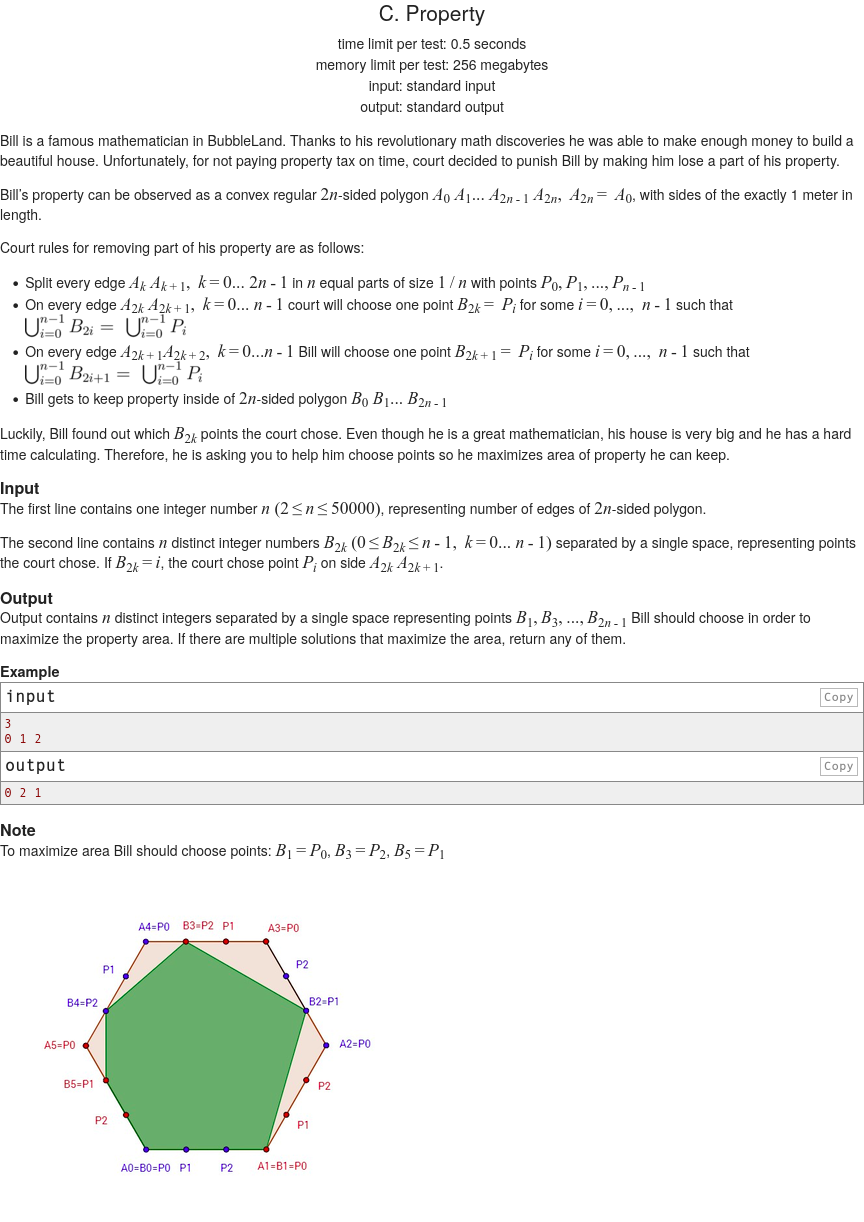 C. Property
time limit per test: 0.5 seconds
memory limit per test: 256 megabytes
input: standard input
output: standard output
Bill is a famous mathematician in BubbleLand. Thanks to his revolutionary math discoveries he was able to make enough money to build a
beautiful house. Unfortunately, for not paying property tax on time, court decided to punish Bill by making him lose a part of his property.
Bill's property can be observed as a convex regular 2n-sided polygon A_0 A_1... A_{2n - 1} A_{2n}, A_{2n} = A_0, with sides of the exactly 1 meter in
length.
Court rules for removing part of his property are as follows:
• Split every edge A_k A_{k + 1}, k = 0... 2n - 1 in n equal parts of size 1 / n with points P_0, P_1, ..., P_{n - 1}
• On every edge A_{2k} A_{2k + 1}, k = 0... n - 1 court will choose one point B_{2k} = P_i for some i = 0, ..., n - 1 such that
⋃_{i=0}^{n−1} B_{2i} = ⋃_{i=0}^{n−1} P_i
• On every edge A_{2k + 1}A_{2k + 2}, k = 0...n - 1 Bill will choose one point B_{2k + 1} = P_i for some i = 0, ..., n - 1 such that
⋃_{i=0}^{n−1} B_{2i+1} = ⋃_{i=0}^{n−1} P_i
• Bill gets to keep property inside of 2n-sided polygon B_0 B_1... B_{2n - 1}
Luckily, Bill found out which B_{2k} points the court chose. Even though he is a great mathematician, his house is very big and he has a hard
time calculating. Therefore, he is asking you to help him choose points so he maximizes area of property he can keep.
Input
The first line contains one integer number n (2 ≤ n ≤ 50000), representing number of edges of 2n-sided polygon.
The second line contains n distinct integer numbers B_{2k} (0 ≤ B_{2k} ≤ n - 1, k = 0... n - 1) separated by a single space, representing points
the court chose. If B_{2k} = i, the court chose point P_i on side A_{2k} A_{2k + 1}.
Output
Output contains n distinct integers separated by a single space representing points B_1, B_3, ..., B_{2n - 1} Bill should choose in order to
maximize the property area. If there are multiple solutions that maximize the area, return any of them.
Example
input Copy
3
0 1 2
output Copy
0 2 1
Note
To maximize area Bill should choose points: B_1 = P_0, B_3 = P_2, B_5 = P_1
A4=P0 B3=P2 P1 A3=P0
P1 P2
B4=P2 B2=P1
A5=P0 A2=P0
B5=P1 P2
P2 P1
A0=B0=P0 P1 P2 A1=B1=P0